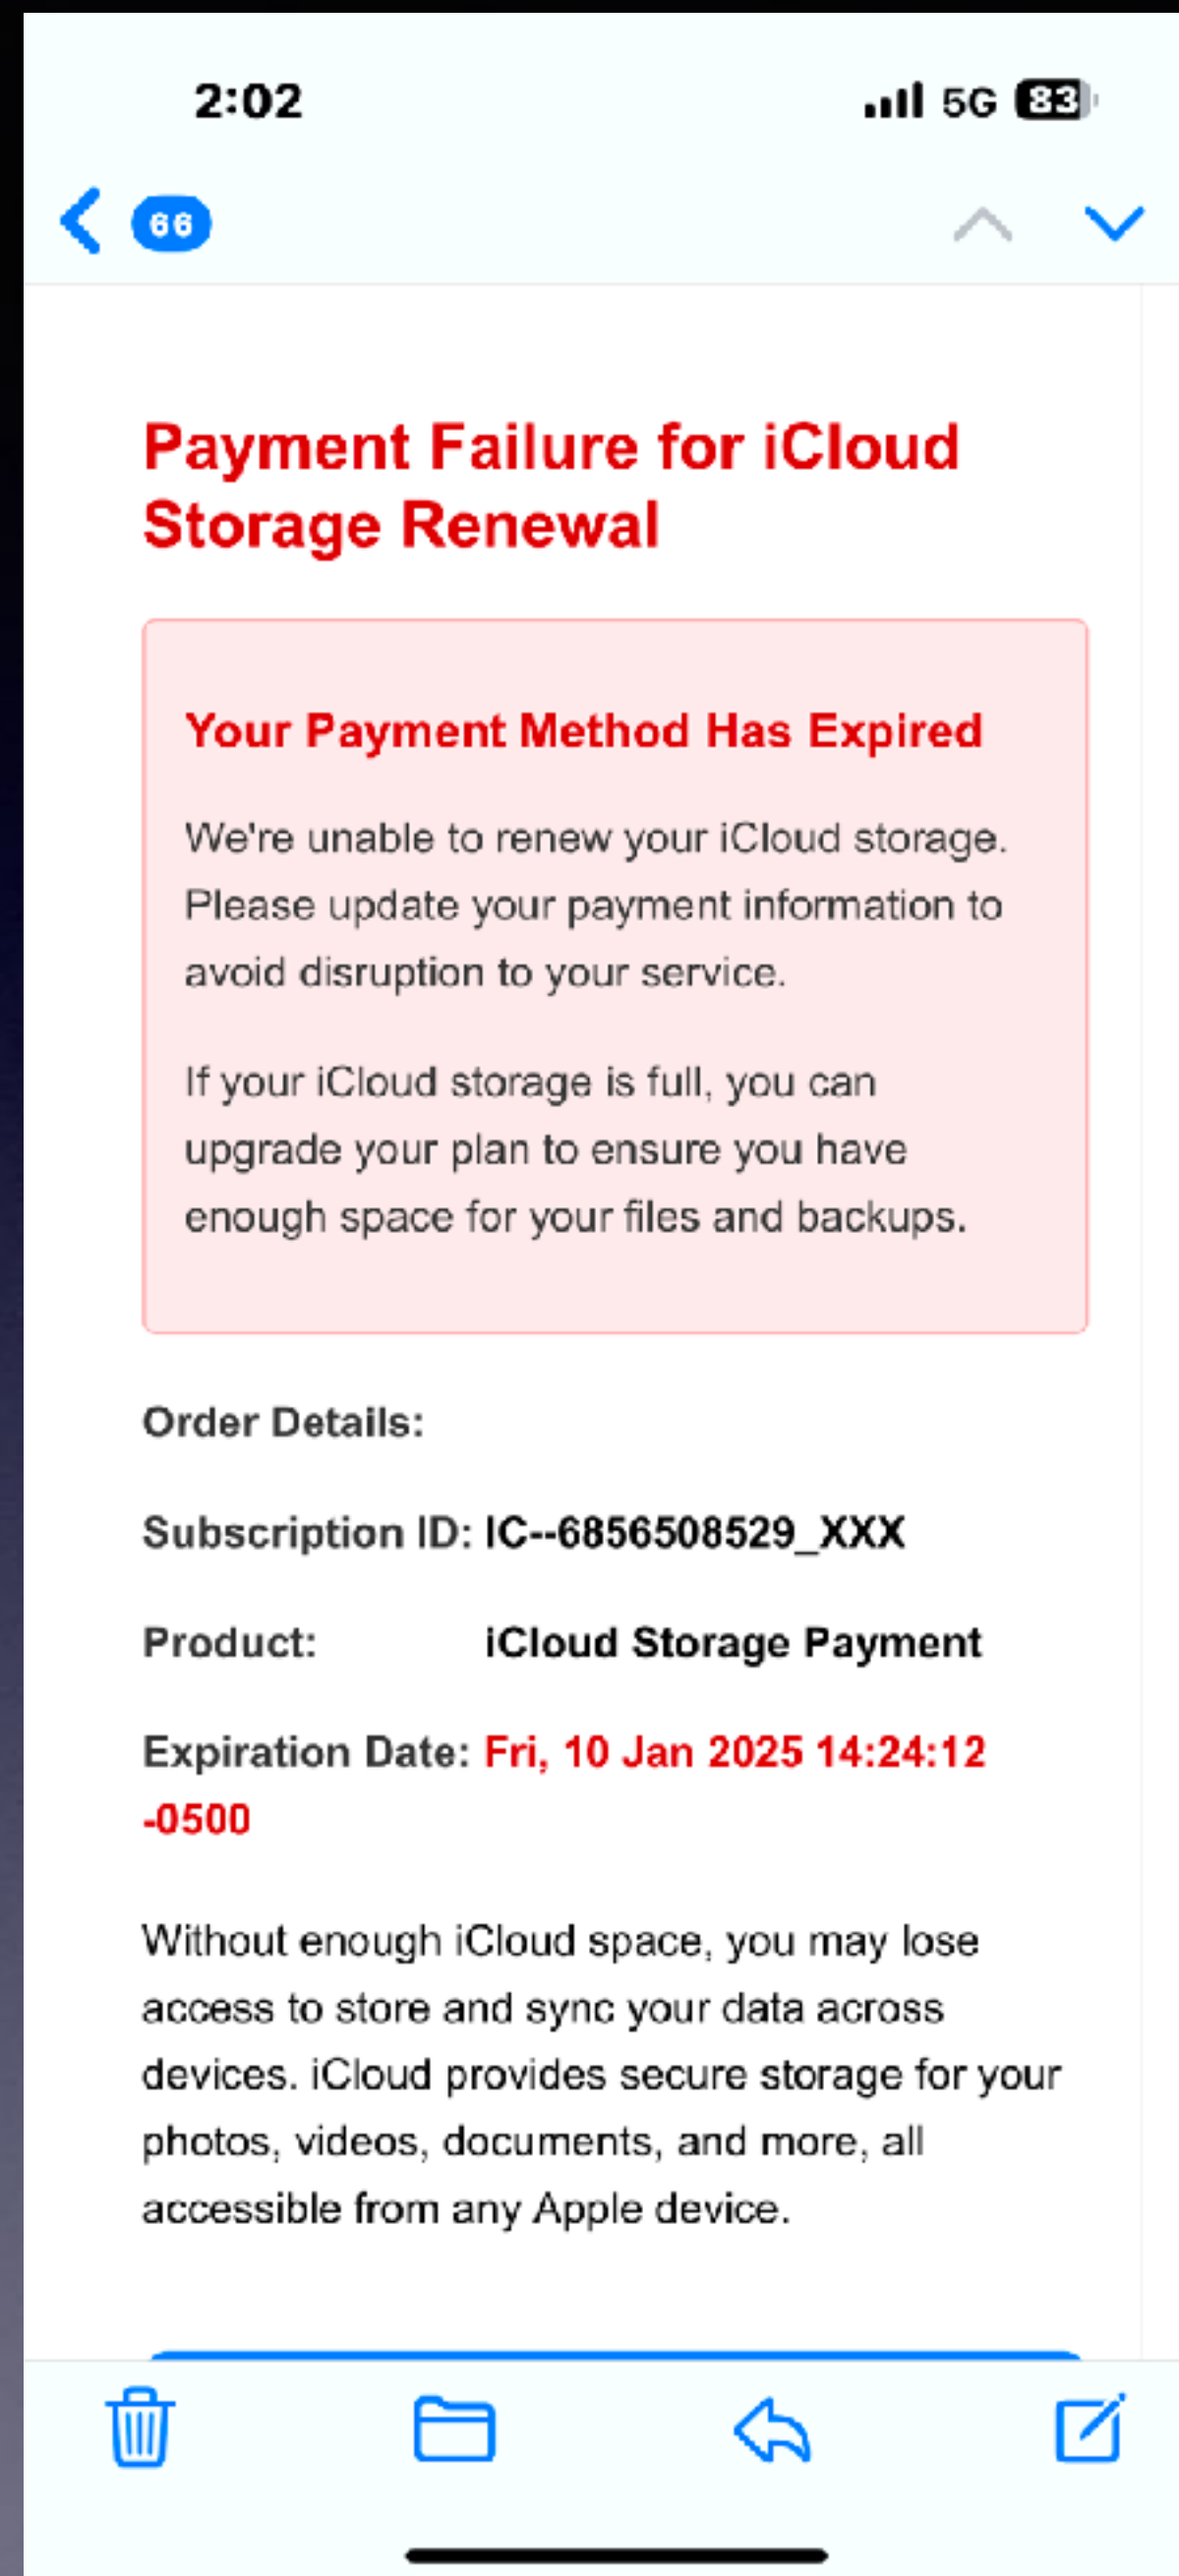 2:02
5G 83
66
Payment Failure for iCloud
Storage Renewal
Your Payment Method Has Expired
We're unable to renew your iCloud storage.
Please update your payment information to
avoid disruption to your service.
If your iCloud storage is full, you can
upgrade your plan to ensure you have
enough space for your files and backups.
Order Details:
Subscription ID: IC--6856508529_XXX
Product: iCloud Storage Payment
Expiration Date: Fri, 10 Jan 2025 14:24:12
-0500
Without enough iCloud space, you may lose
access to store and sync your data across
devices. iCloud provides secure storage for your
photos, videos, documents, and more, all
accessible from any Apple device.